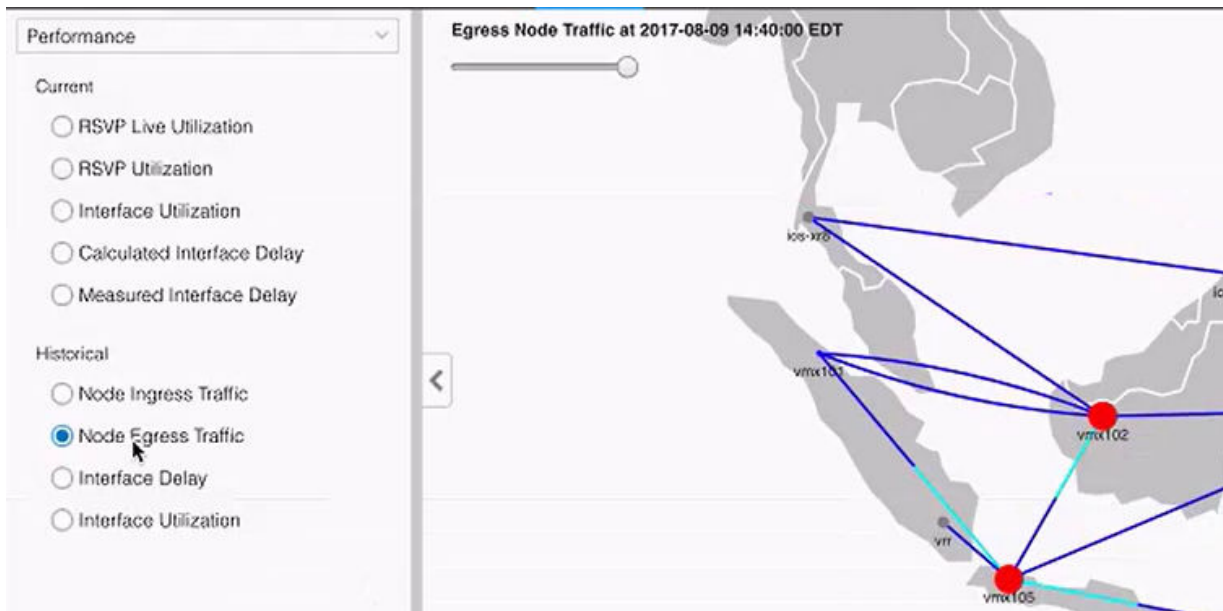 Performance
Current
RSVP Live Utilization
RSVP Utilization
Interface Utilization
Calculated Interface Delay
Measured Interface Delay
Historical
Node Ingress Traffic
Node Egress Traffic
Interface Delay
Interface Utilization
Egress Node Traffic at 2017-08-09 14:40:00 EDT
vmx101
vmx102
vrr
vmx105